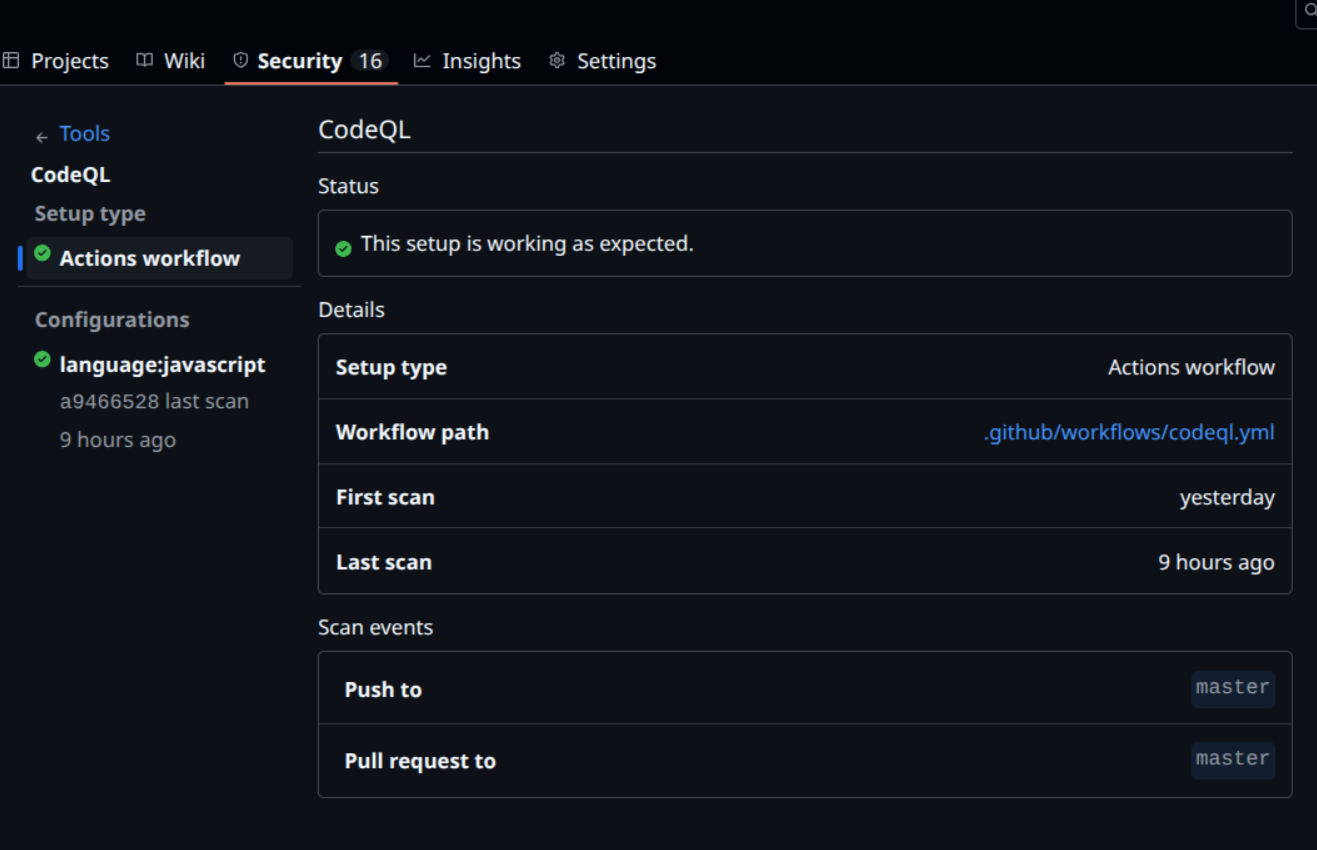 Projects Wiki Security 16 Insights Settings
Tools
CodeQL
Setup type
Actions workflow
Configurations
language:javascript
a9466528 last scan
9 hours ago
CodeQL
Status
This setup is working as expected.
Details
Setup type Actions workflow
Workflow path .github/workflows/codeql.yml
First scan yesterday
Last scan 9 hours ago
Scan events
Push to master
Pull request to master